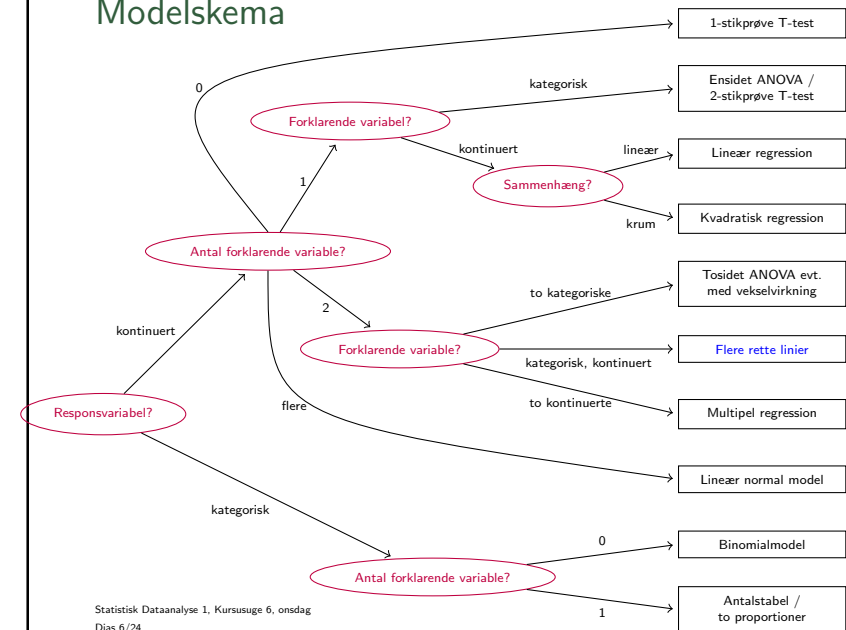 Modelskema
1-stikprøve T-test
0
kategorisk
Ensidet ANOVA /
2-stikprøve T-test
Forklarende variabel?
kontinuert
lineær
Lineær regression
1
Sammenhæng?
krum
Kvadratisk regression
Antal forklarende variable?
to kategoriske
Tosidet ANOVA evt.
med vekselvirkning
2
kontinuert
Forklarende variable?
kategorisk, kontinuert
Flere rette linier
to kontinuerte
Multipel regression
flere
Responsvariabel?
Lineær normal model
kategorisk
0
Binomialmodel
Antal forklarende variable?
1
Antalstabel /
to proportioner
Statistisk Dataanalyse 1, Kursusuge 6, onsdag
Dias 6/24